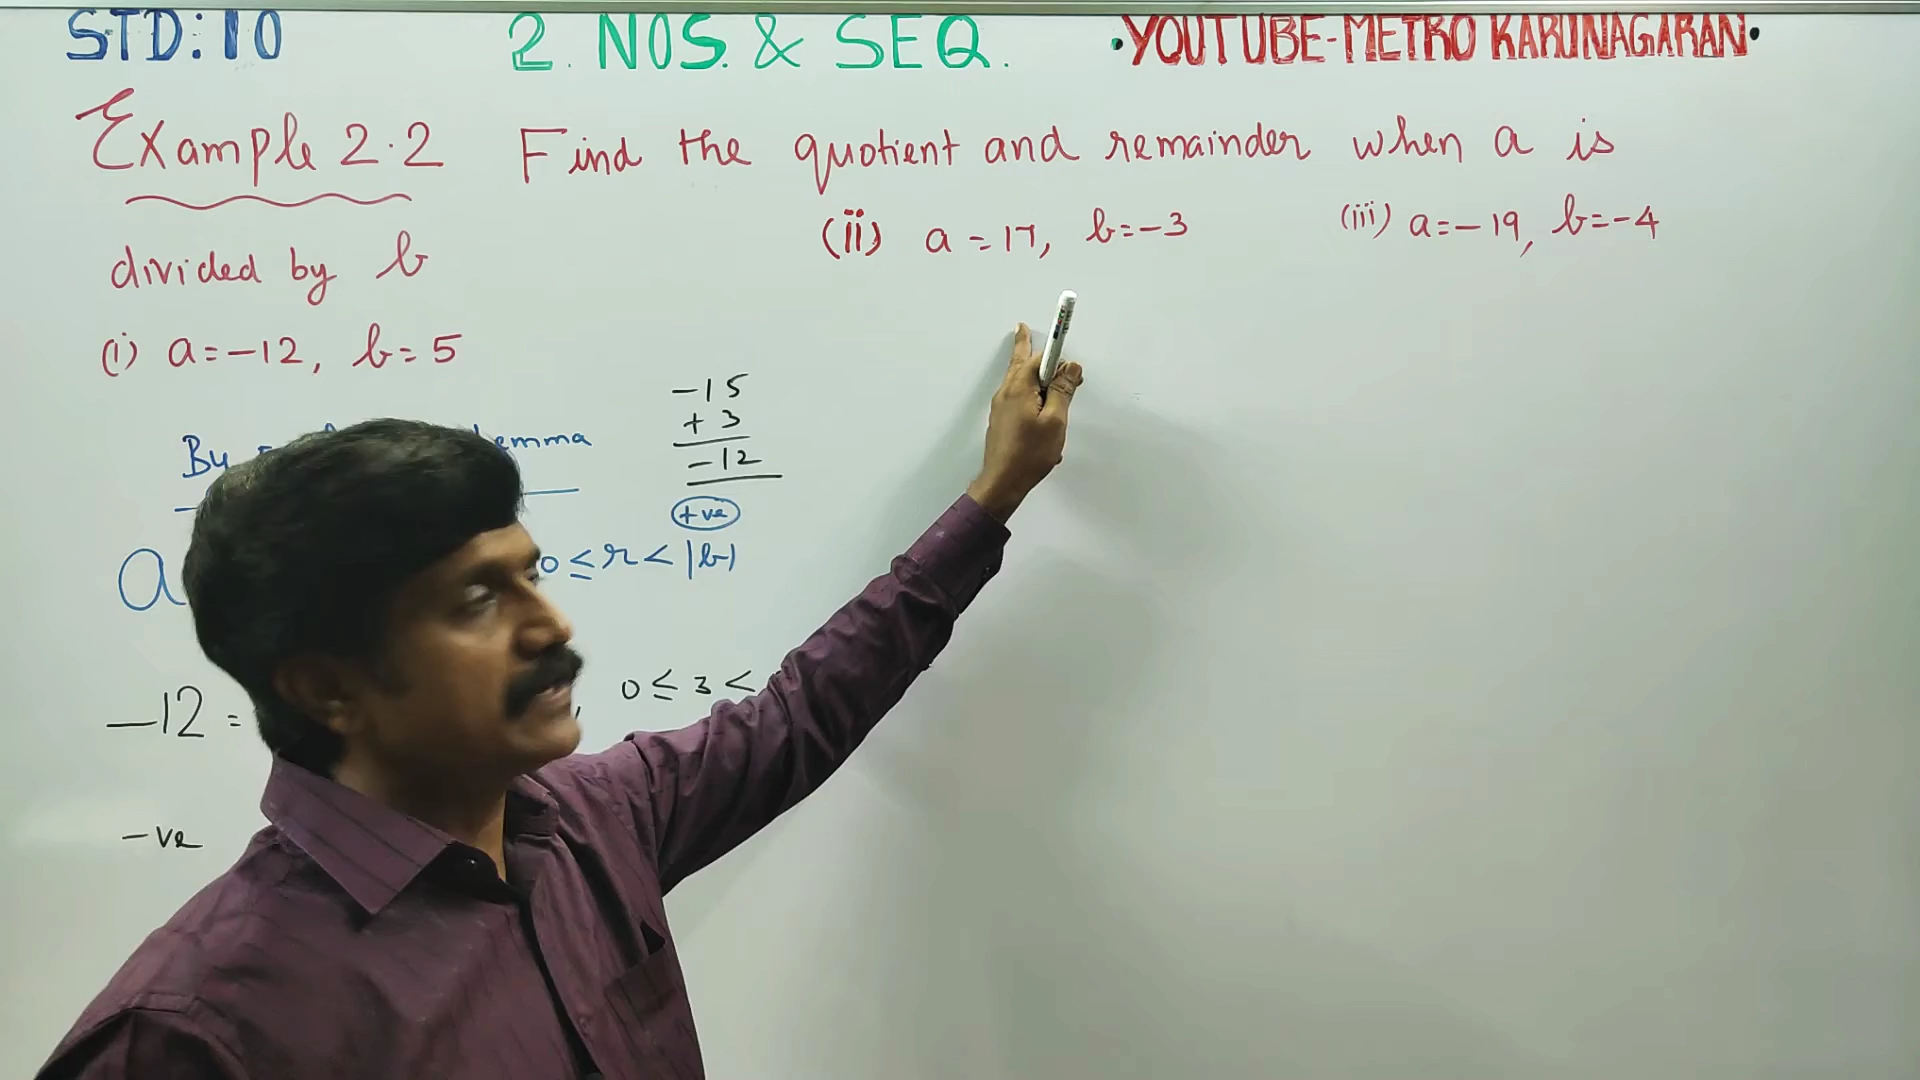 STD: 10 2. NOS. & SEQ. •YOUTUBE-METRO KARUNAGARAN•
Example 2.2 Find the quotient and remainder when a is
divided by b
(i) a=-12, b=5
(ii) a=17, b=-3
(iii) a=-19, b=-4
By lemma
-15
+ 3
-12
+ve
a 0≤r<|b|
-12 = , 0≤3<
-ve